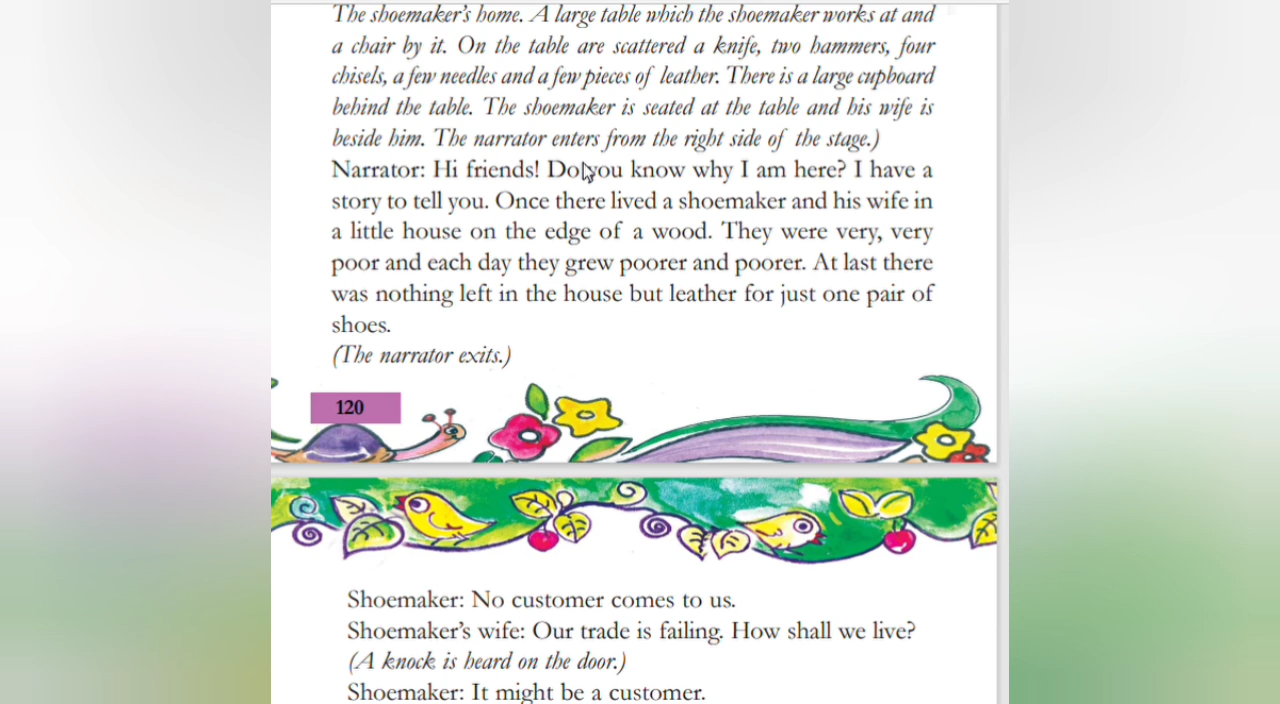 The shoemaker's home. A large table which the shoemaker works at and
a chair by it. On the table are scattered a knife, two hammers, four
chisels, a few needles and a few pieces of leather. There is a large cupboard
behind the table. The shoemaker is seated at the table and his wife is
beside him. The narrator enters from the right side of the stage.)
Narrator: Hi friends! Do you know why I am here? I have a
story to tell you. Once there lived a shoemaker and his wife in
a little house on the edge of a wood. They were very, very
poor and each day they grew poorer and poorer. At last there
was nothing left in the house but leather for just one pair of
shoes.
(The narrator exits.)
120
Shoemaker: No customer comes to us.
Shoemaker's wife: Our trade is failing. How shall we live?
(A knock is heard on the door.)
Shoemaker: It might be a customer.